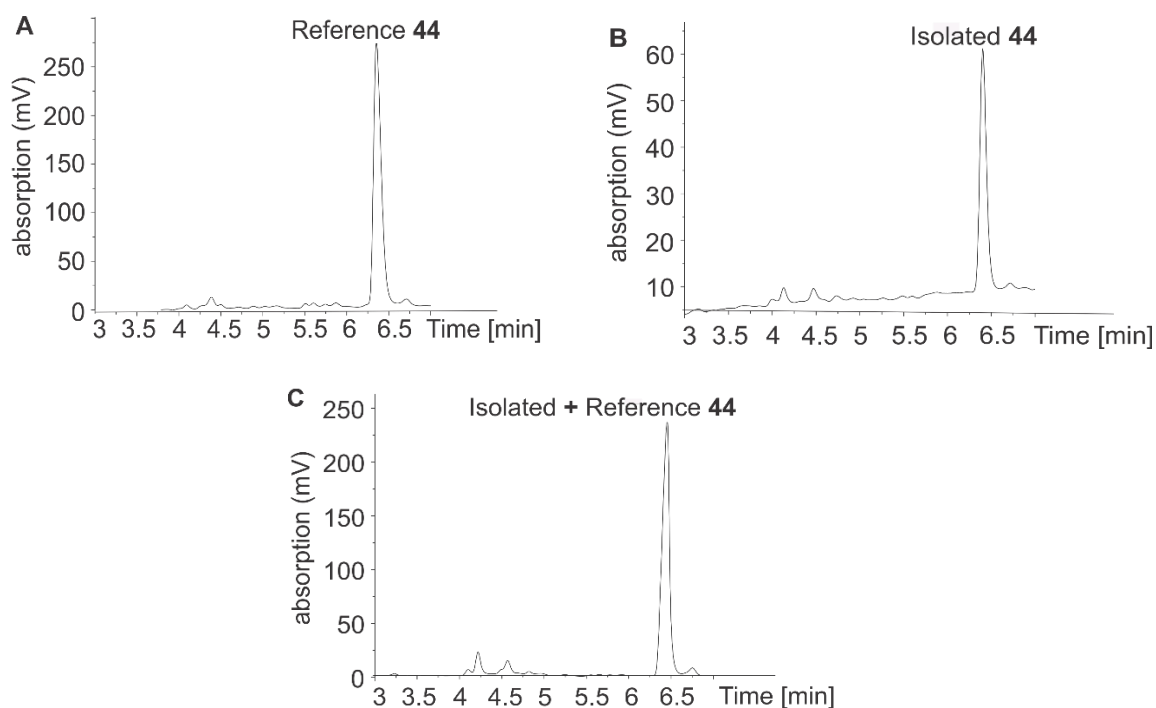 A
Reference 44
absorption (mV)
250
200
150
100
50
0
3 3.5 4 4.5 5 5.5 6 6.5 Time [min]
B
Isolated 44
absorption (mV)
60
50
40
30
20
10
3 3.5 4 4.5 5 5.5 6 6.5 Time [min]
C
Isolated + Reference 44
absorption (mV)
250
200
150
100
50
0
3 3.5 4 4.5 5 5.5 6 6.5 Time [min]